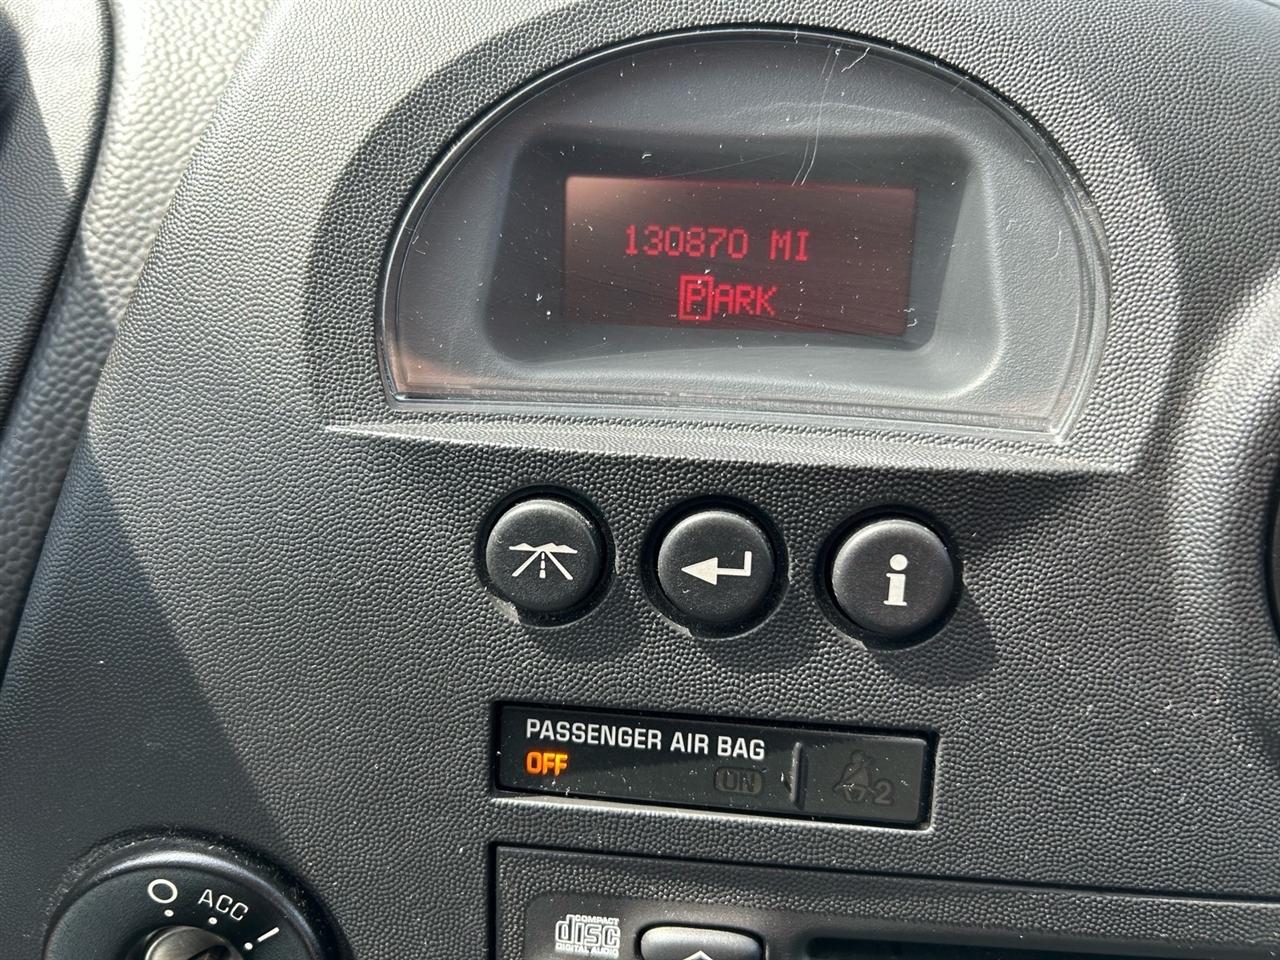 130870 MI
PARK
i
PASSENGER AIR BAG
OFF
ON
2
ACC
COMPACT
disc
DIGITAL AUDIO